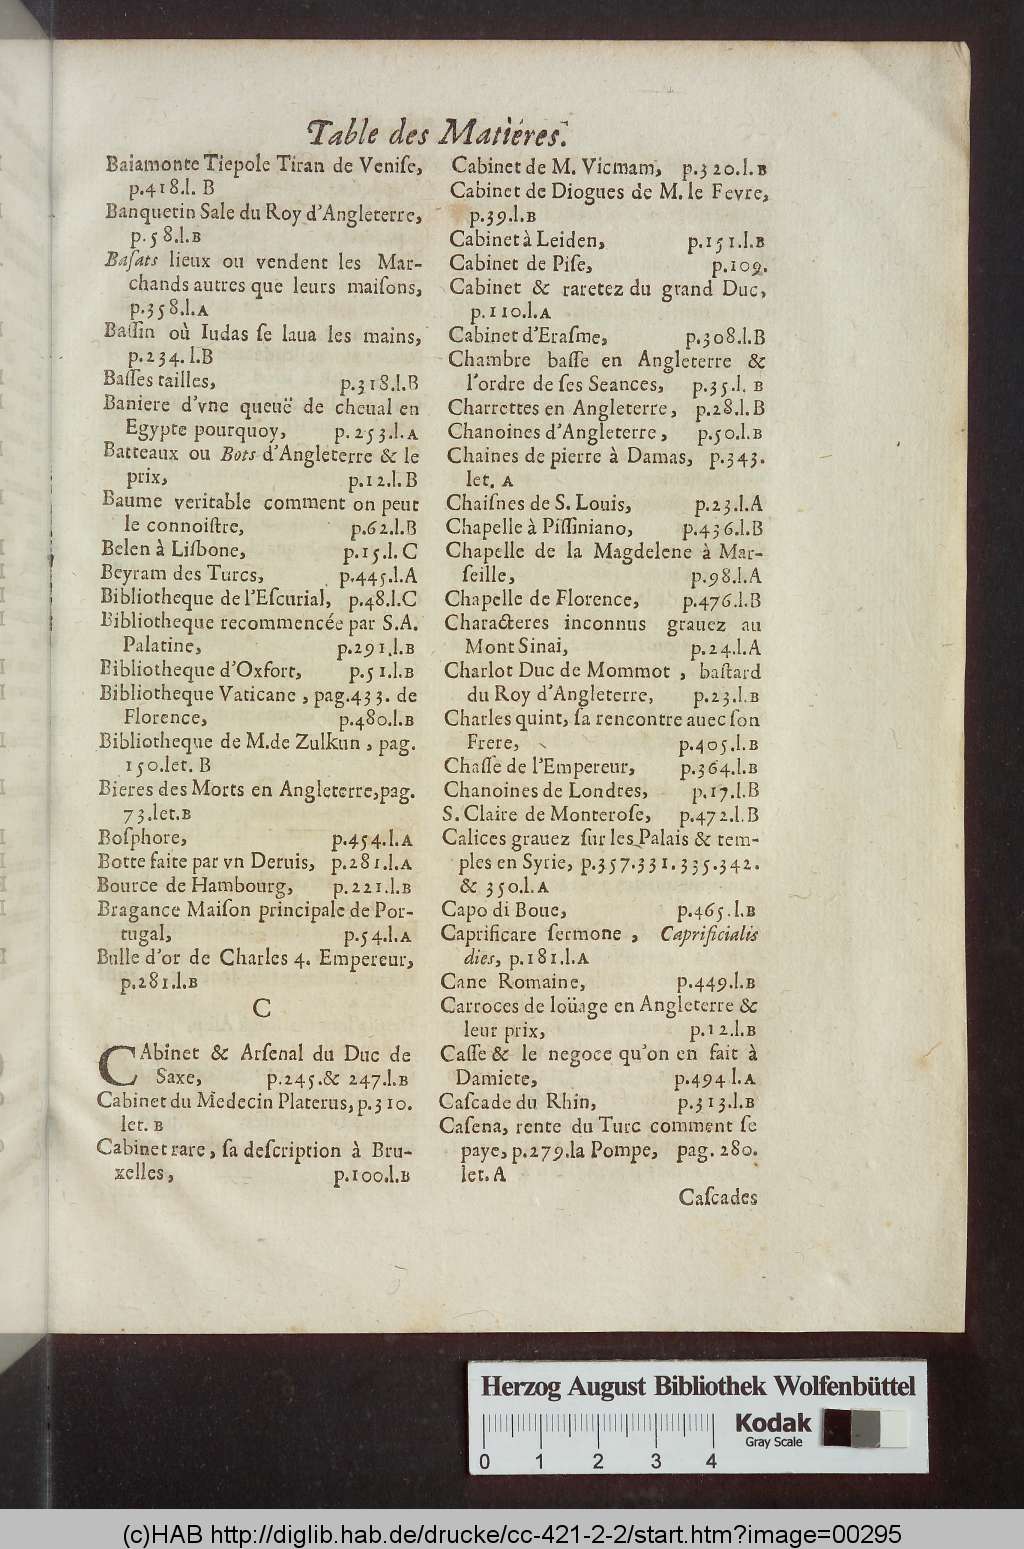 Table des Matiéres.
Baiamonte Tiepole Tiran de Veniſe,
p.418.l. B
Banquetin Sale du Roy d'Angleterre,
p.58.l.B
Baſats lieux ou vendent les Mar-
chands autres que leurs maiſons,
p.358.l.A
Baſſin où Iudas ſe laua les mains,
p.234.l.B
Baſſes tailles, p.318.l.B
Baniere d'vne queuë de cheual en
Egypte pourquoy, p.253.l.A
Batteaux ou Bots d'Angleterre & le
prix, p.12.l.B
Baume veritable comment on peut
le connoiſtre, p.62.l.B
Belen à Lisbone, p.15.l.C
Beyram des Turcs, p.445.l.A
Bibliotheque de l'Eſcurial, p.48.l.C
Bibliotheque recommencée par S.A.
Palatine, p.291.l.B
Bibliotheque d'Oxfort, p.51.l.B
Bibliotheque Vaticane, pag.433. de
Florence, p.480.l.B
Bibliotheque de M.de Zulkun, pag.
150.let. B
Bieres des Morts en Angleterre,pag.
73.let.B
Boſphore, p.454.l.A
Botte faite par vn Deruis, p.281.l.A
Bource de Hambourg, p.221.l.B
Bragance Maiſon principale de Por-
tugal, p.54.l.A
Bulle d'or de Charles 4. Empereur,
p.281.l.B
C
CAbinet & Arſenal du Duc de
Saxe, p.245.& 247.l.B
Cabinet du Medecin Platerus, p.310.
let. B
Cabinet rare, ſa deſcription à Bru-
xelles, p.100.l.B
Cabinet de M. Vicmam, p.320.l.B
Cabinet de Diogues de M. le Fevre,
p.39.l.B
Cabinet à Leiden, p.151.l.B
Cabinet de Piſe, p.109.
Cabinet & raretez du grand Duc,
p.110.l.A
Cabinet d'Eraſme, p.308.l.B
Chambre baſſe en Angleterre &
l'ordre de ſes Seances, p.35.l.B
Charrettes en Angleterre, p.28.l.B
Chanoines d'Angleterre, p.50.l.B
Chaines de pierre à Damas, p.343.
let. A
Chaiſnes de S. Louis, p.23.l.A
Chapelle à Piſſiniano, p.436.l.B
Chapelle de la Magdelene à Mar-
ſeille, p.98.l.A
Chapelle de Florence, p.476.l.B
Characteres inconnus grauez au
Mont Sinai, p.24.l.A
Charlot Duc de Mommot, baſtard
du Roy d'Angleterre, p.23.l.B
Charles quint, ſa rencontre auec ſon
Frere, p.405.l.B
Chaſſe de l'Empereur, p.364.l.B
Chanoines de Londres, p.17.l.B
S. Claire de Monteroſe, p.472.l.B
Calices grauez ſur les Palais & tem-
ples en Syrie, p.357.331.335.342.
& 350.l.A
Capo di Boue, p.465.l.B
Caprificare ſermone, Caprificialis
dies, p.181.l.A
Cane Romaine, p.449.l.B
Carroces de loüage en Angleterre &
leur prix, p.12.l.B
Caſſe & le negoce qu'on en fait à
Damiete, p.494 l.A
Caſcade du Rhin, p.313.l.B
Caſena, rente du Turc comment ſe
paye, p.279.la Pompe, pag. 280.
let. A
Caſcades
Herzog August Bibliothek Wolfenbüttel
Kodak
Gray Scale
0 1 2 3 4
(c)HAB http://diglib.hab.de/drucke/cc-421-2-2/start.htm?image=00295